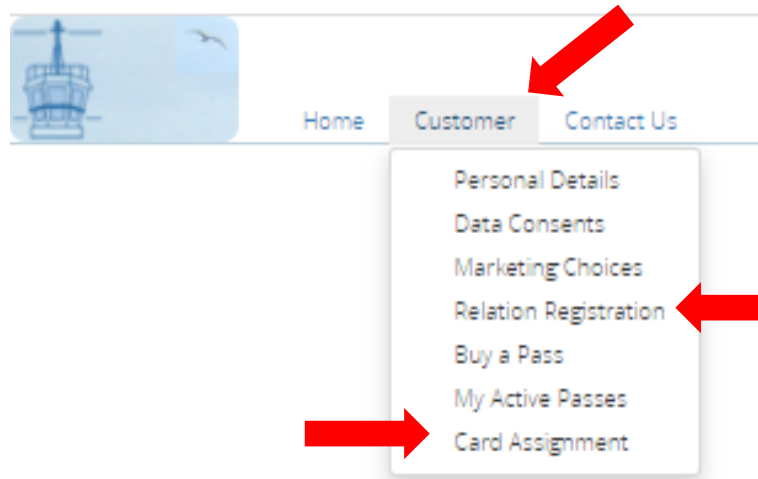 Home Customer Contact Us
Personal Details
Data Consents
Marketing Choices
Relation Registration
Buy a Pass
My Active Passes
Card Assignment